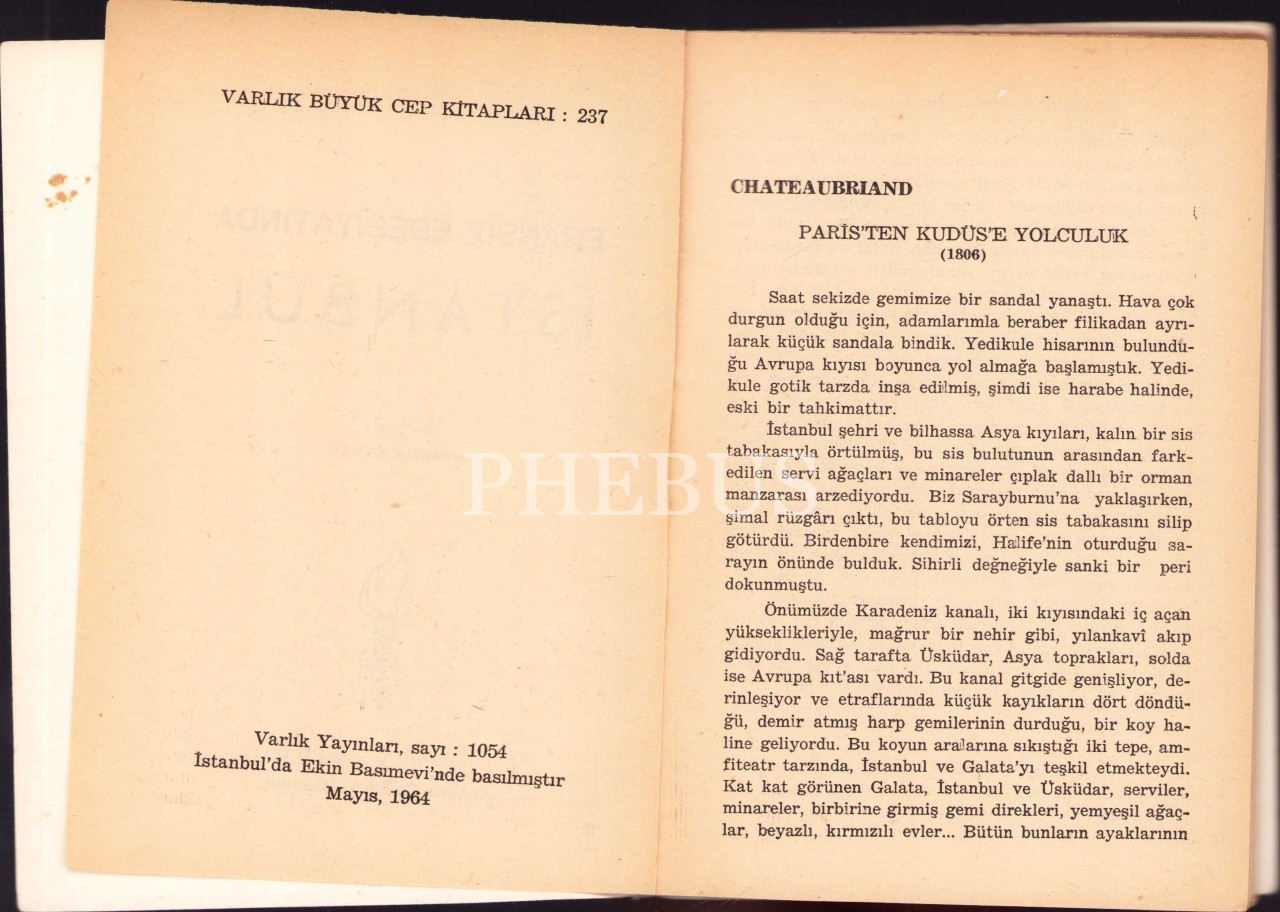 VARLIK BÜYÜK CEP KİTAPLARI : 237
Varlık Yayınları, sayı : 1054
İstanbul'da Ekin Basımevi'nde basılmıştır
Mayıs, 1964
CHATEAUBRIAND
PARİS'TEN KUDÜS'E YOLCULUK
(1806)
Saat sekizde gemimize bir sandal yanaştı. Hava çok
durgun olduğu için, adamlarımla beraber filikadan ayrı-
larak küçük sandala bindik. Yedikule hisarının bulundu-
ğu Avrupa kıyısı boyunca yol almağa başlamıştık. Yedi-
kule gotik tarzda inşa edilmiş, şimdi ise harabe halinde,
eski bir tahkimattır.
İstanbul şehri ve bilhassa Asya kıyıları, kalın bir sis
tabakasıyla örtülmüş, bu sis bulutunun arasından fark-
edilen servi ağaçları ve minareler çıplak dallı bir orman
manzarası arzediyordu. Biz Sarayburnu'na yaklaşırken,
şimal rüzgârı çıktı, bu tabloyu örten sis tabakasını silip
götürdü. Birdenbire kendimizi, Halife'nin oturduğu sa-
rayın önünde bulduk. Sihirli değneğiyle sanki bir peri
dokunmuştu.
Önümüzde Karadeniz kanalı, iki kıyısındaki iç açan
yükseklikleriyle, mağrur bir nehir gibi, yılankavî akıp
gidiyordu. Sağ tarafta Üsküdar, Asya toprakları, solda
ise Avrupa kıt'ası vardı. Bu kanal gitgide genişliyor, de-
rinleşiyor ve etraflarında küçük kayıkların dört döndü-
ğü, demir atmış harp gemilerinin durduğu, bir koy ha-
line geliyordu. Bu koyun aralarına sıkıştığı iki tepe, am-
fiteatr tarzında, İstanbul ve Galata'yı teşkil etmekteydi.
Kat kat görünen Galata, İstanbul ve Üsküdar, serviler,
minareler, birbirine girmiş gemi direkleri, yemyeşil ağaç-
lar, beyazlı, kırmızılı evler... Bütün bunların ayaklarının
PHEBUS